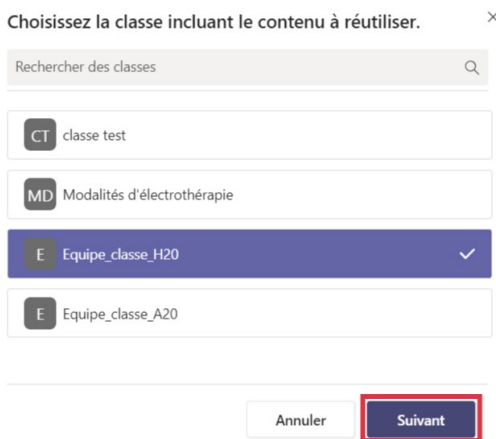 Choisissez la classe incluant le contenu à réutiliser.
Rechercher des classes
CT classe test
MD Modalités d'électrothérapie
E Equipe_classe_H20
E Equipe_classe_A20
Annuler Suivant